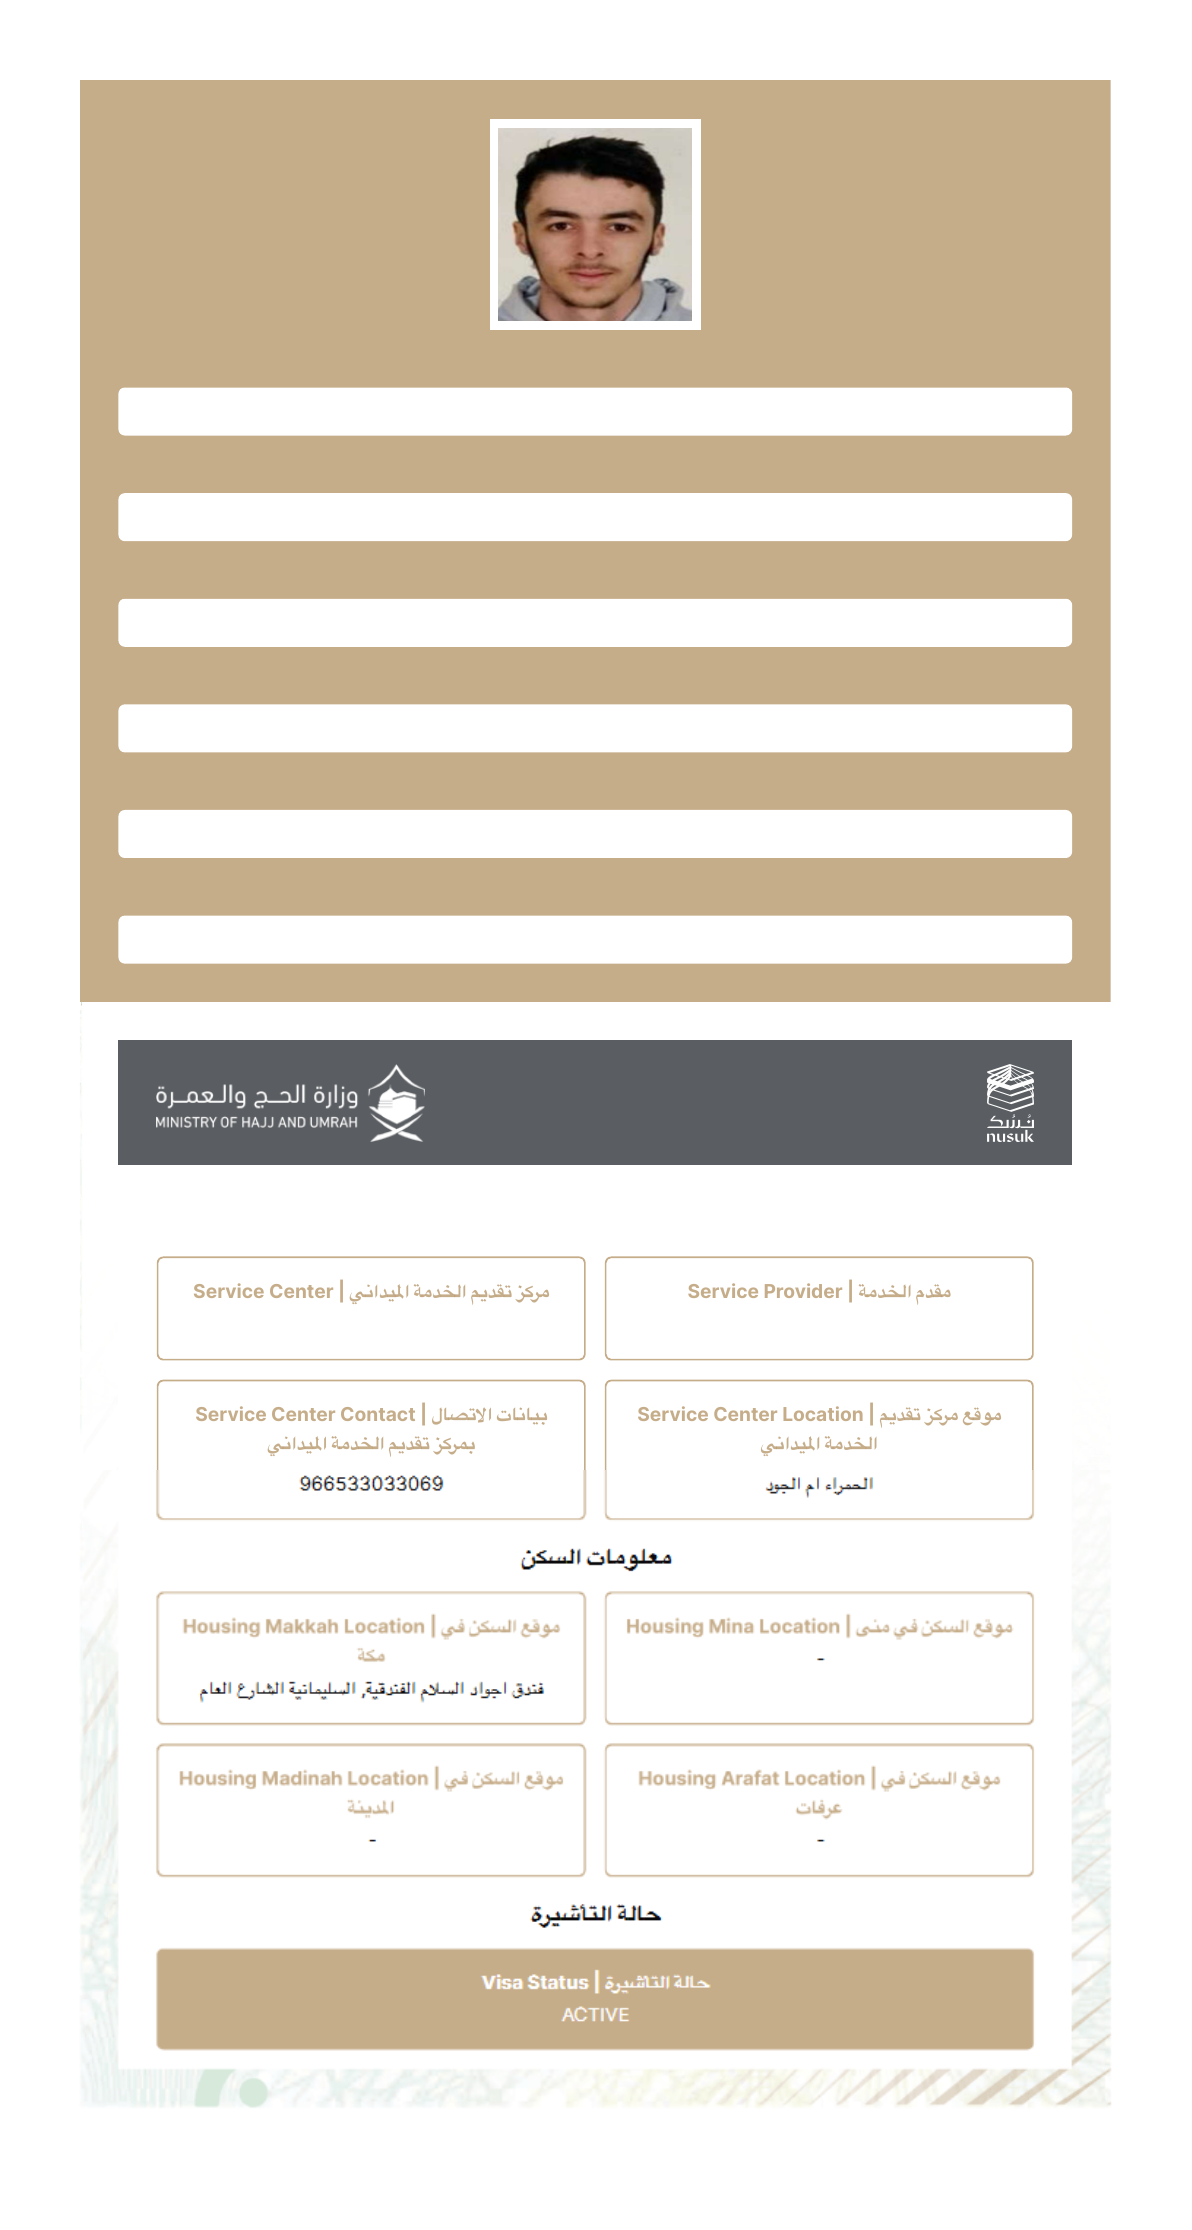 وزارة الحــج والـعمــرة
MINISTRY OF HAJJ AND UMRAH
نُسُك
nusuk
Service Provider | مقدم الخدمة
Service Center | مركز تقديم الخدمة الميداني
Service Center Location | موقع مركز تقديم
الخدمة الميداني
الحمراء ام الجود
Service Center Contact | بيانات الاتصال
بمركز تقديم الخدمة الميداني
966533033069
معلومات السكن
Housing Mina Location | موقع السكن في منى
-
Housing Makkah Location | موقع السكن في
مكة
فندق اجواد السلام الفندقية, السليمانية الشارع العام
Housing Arafat Location | موقع السكن في
عرفات
-
Housing Madinah Location | موقع السكن في
المدينة
-
حالة التأشيرة
Visa Status | حالة التاشيرة
ACTIVE